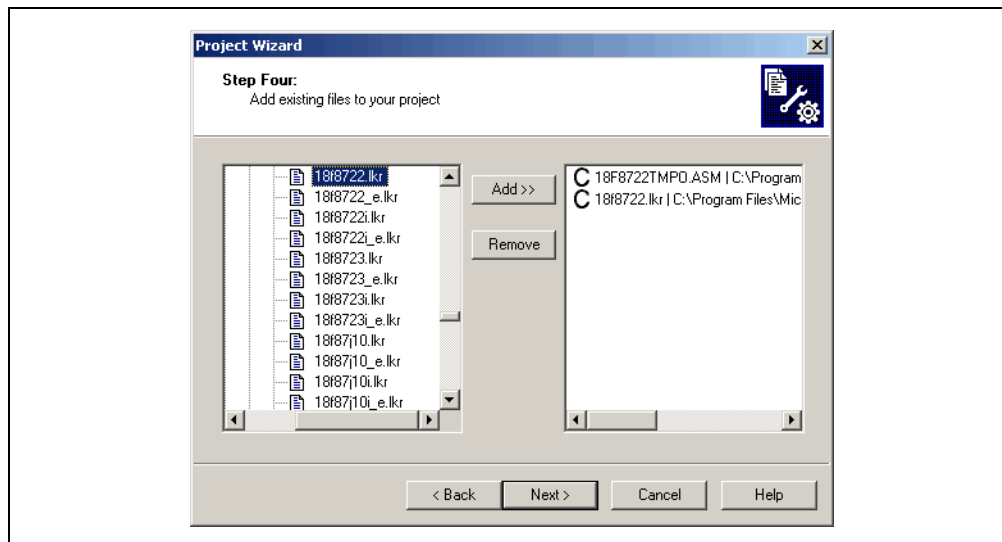 Project Wizard
Step Four:
Add existing files to your project
18f8722.lkr
18f8722_e.lkr
18f8722i.lkr
18f8722i_e.lkr
18f8723.lkr
18f8723_e.lkr
18f8723i.lkr
18f8723i_e.lkr
18f87j10.lkr
18f87j10_e.lkr
18f87j10i.lkr
18f87j10i_e.lkr
Add >>
Remove
C 18F8722TMPO.ASM | C:\Program
C 18f8722.lkr | C:\Program Files\Mic
< Back
Next >
Cancel
Help